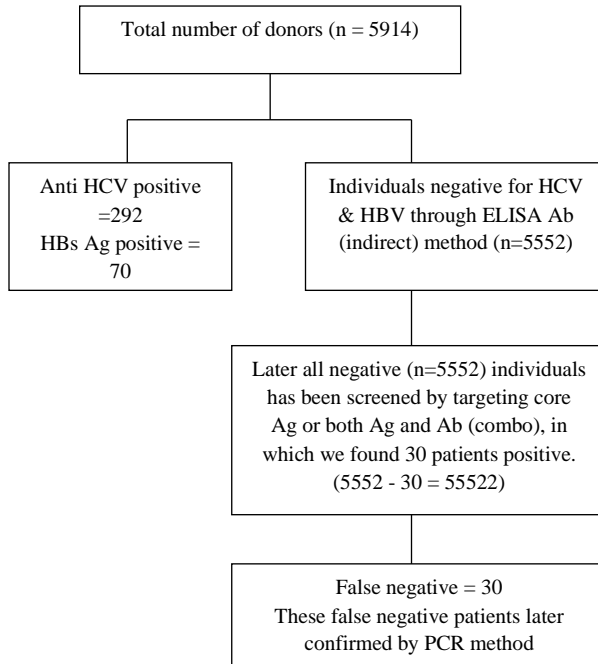 Total number of donors (n = 5914)
Anti HCV positive
=292
HBs Ag positive =
70
Individuals negative for HCV
& HBV through ELISA Ab
(indirect) method (n=5552)
Later all negative (n=5552) individuals
has been screened by targeting core
Ag or both Ag and Ab (combo), in
which we found 30 patients positive.
(5552 - 30 = 55522)
False negative = 30
These false negative patients later
confirmed by PCR method